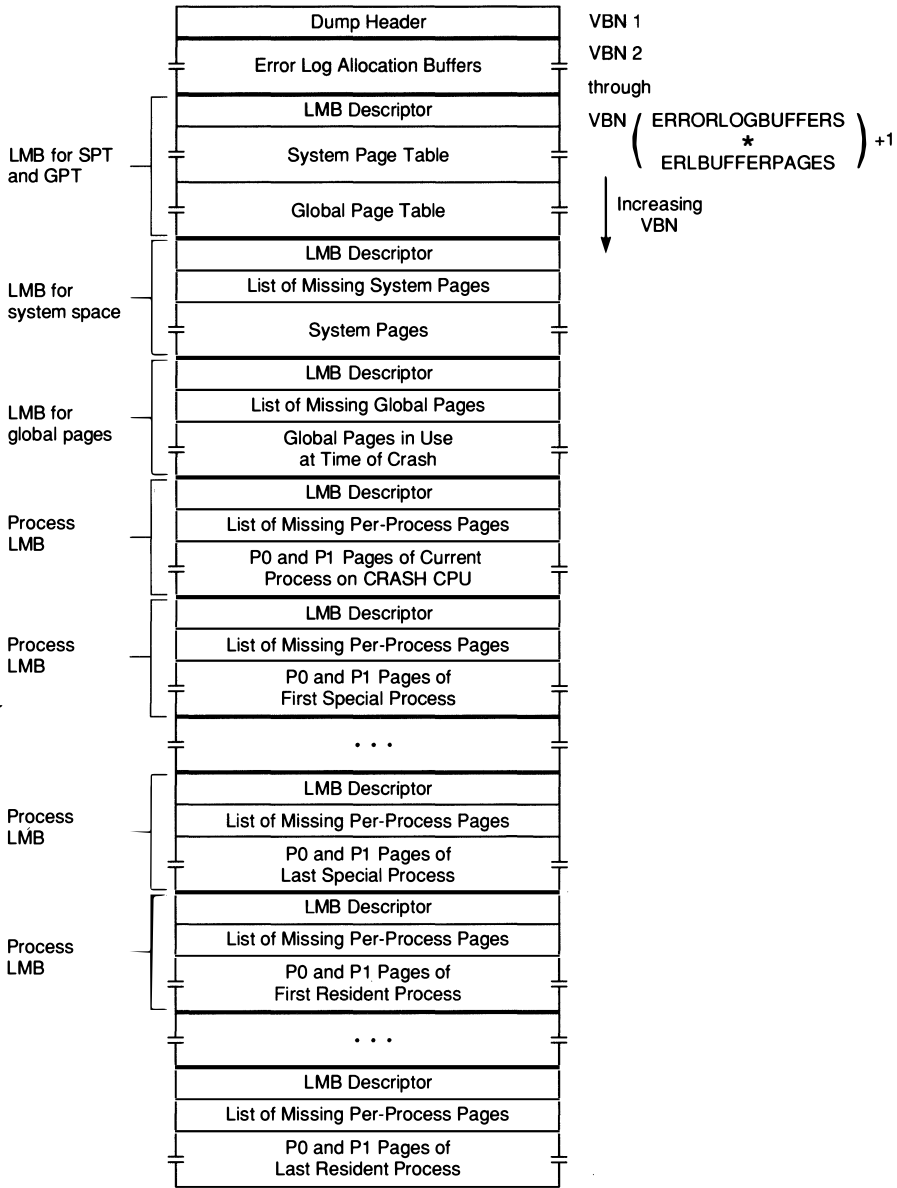 Dump Header
VBN 1
Error Log Allocation Buffers
VBN 2
through
VBN ( ERRORLOGBUFFERS
*
ERLBUFFERPAGES ) +1
Increasing
VBN
LMB for SPT
and GPT
LMB Descriptor
System Page Table
Global Page Table
LMB for
system space
LMB Descriptor
List of Missing System Pages
System Pages
LMB for
global pages
LMB Descriptor
List of Missing Global Pages
Global Pages in Use
at Time of Crash
Process
LMB
LMB Descriptor
List of Missing Per-Process Pages
P0 and P1 Pages of Current
Process on CRASH CPU
Process
LMB
LMB Descriptor
List of Missing Per-Process Pages
P0 and P1 Pages of
First Special Process
. . .
Process
LMB
LMB Descriptor
List of Missing Per-Process Pages
P0 and P1 Pages of
Last Special Process
Process
LMB
LMB Descriptor
List of Missing Per-Process Pages
P0 and P1 Pages of
First Resident Process
. . .
LMB Descriptor
List of Missing Per-Process Pages
P0 and P1 Pages of
Last Resident Process